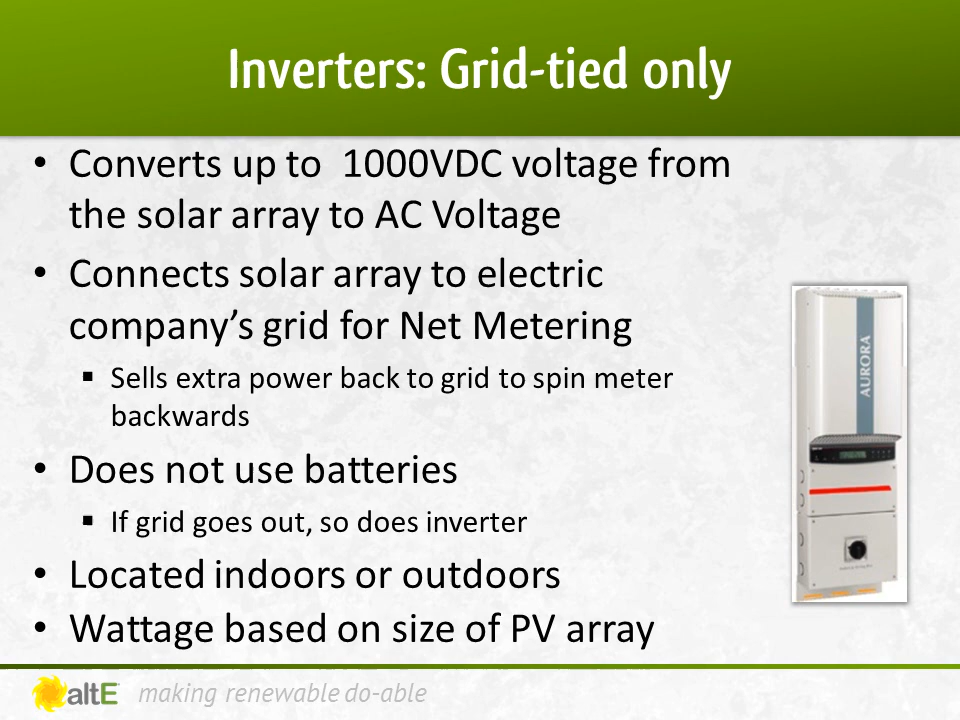 Inverters: Grid-tied only
• Converts up to 1000VDC voltage from
the solar array to AC Voltage
• Connects solar array to electric
company’s grid for Net Metering
▪ Sells extra power back to grid to spin meter
backwards
• Does not use batteries
▪ If grid goes out, so does inverter
• Located indoors or outdoors
• Wattage based on size of PV array
AURORA
altE making renewable do-able